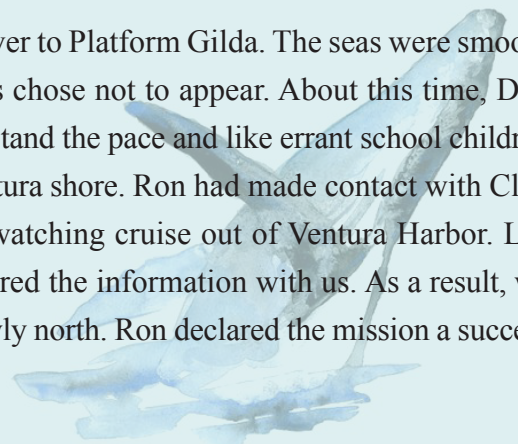 ver to Platform Gilda. The seas were smoo
s chose not to appear. About this time, D
tand the pace and like errant school childr
tura shore. Ron had made contact with Cl
watching cruise out of Ventura Harbor. L
red the information with us. As a result, w
ly north. Ron declared the mission a succe